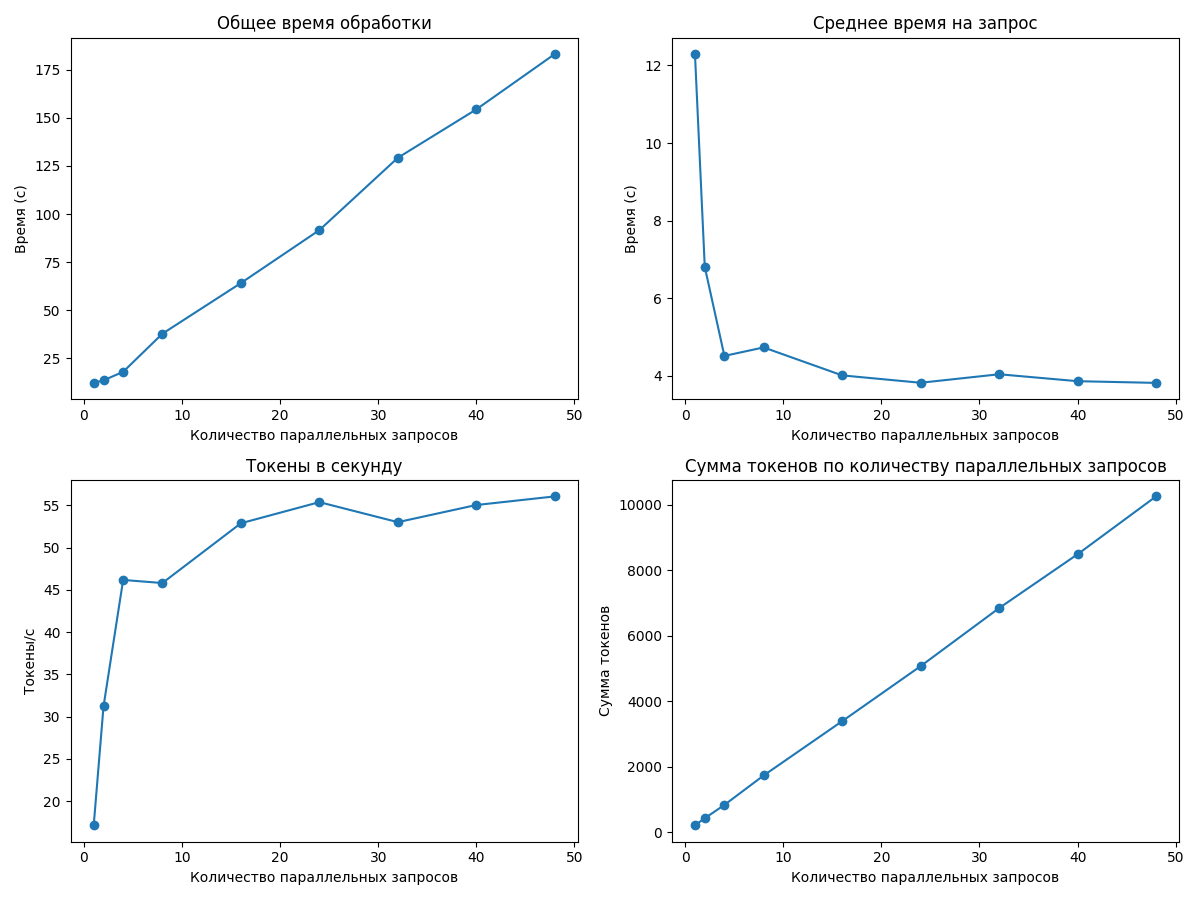 Общее время обработки
Время (с)
175
150
125
100
75
50
25
0 10 20 30 40 50
Количество параллельных запросов
Среднее время на запрос
Время (с)
12
10
8
6
4
0 10 20 30 40 50
Количество параллельных запросов
Токены в секунду
Токены/с
55
50
45
40
35
30
25
20
0 10 20 30 40 50
Количество параллельных запросов
Сумма токенов по количеству параллельных запросов
Сумма токенов
10000
8000
6000
4000
2000
0
0 10 20 30 40 50
Количество параллельных запросов